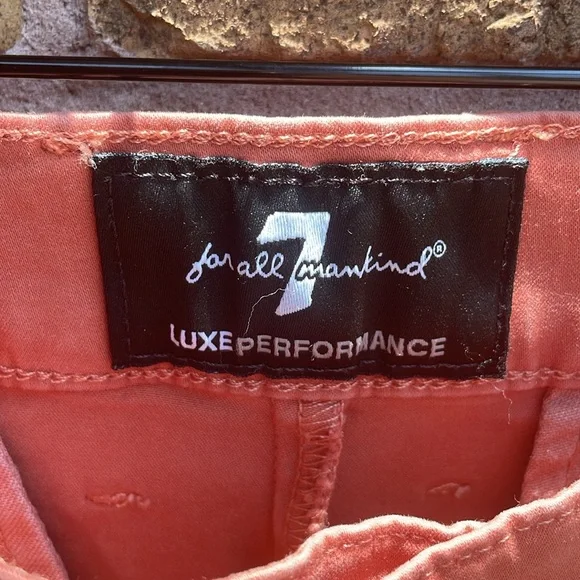 for all 7 mankind®
LUXE PERFORMANCE